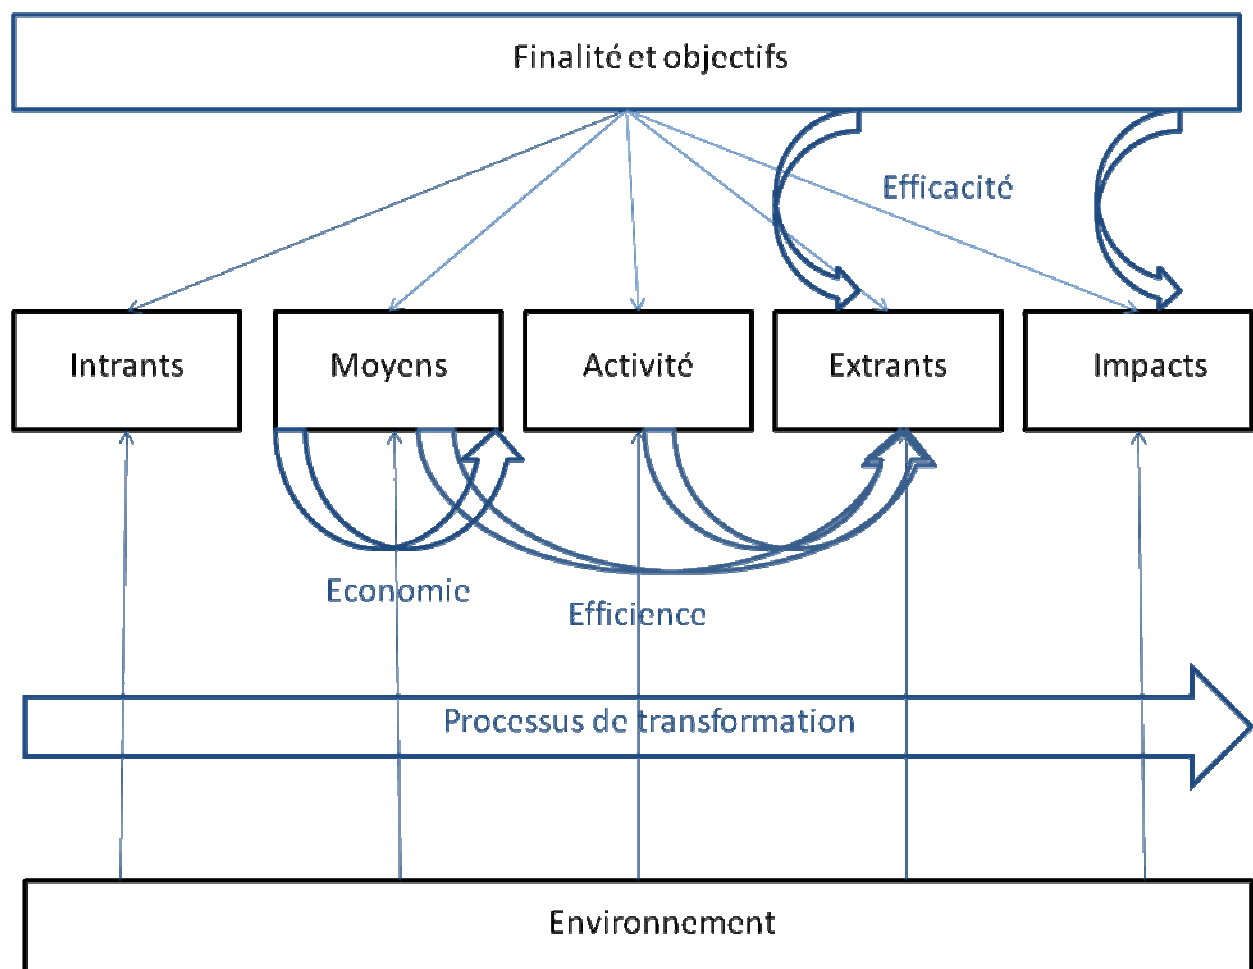 Finalité et objectifs
Efficacité
Intrants
Moyens
Activité
Extrants
Impacts
Economie
Efficience
Processus de transformation
Environnement